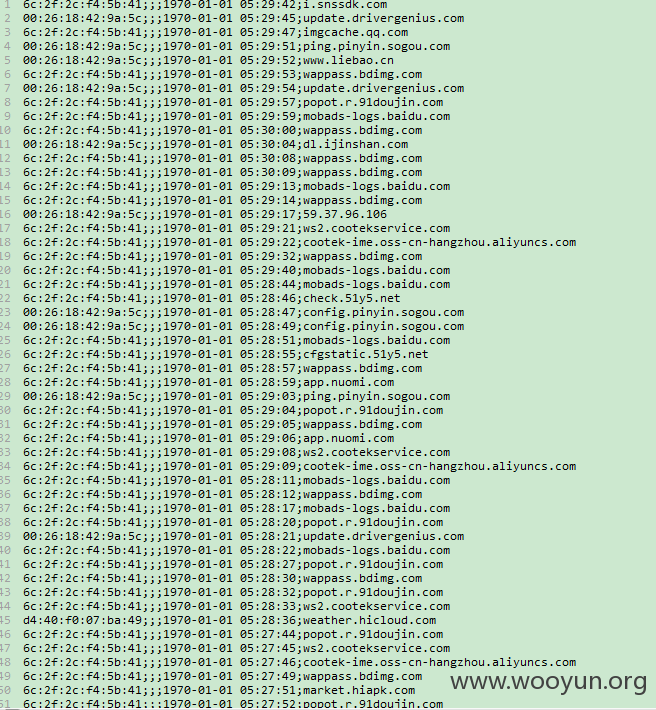 1 6c:2f:2c:f4:5b:41;;;1970-01-01 05:29:42;i.snssdk.com
2 00:26:18:42:9a:5c;;;1970-01-01 05:29:45;update.drivergenius.com
3 6c:2f:2c:f4:5b:41;;;1970-01-01 05:29:47;imgcache.qq.com
4 00:26:18:42:9a:5c;;;1970-01-01 05:29:51;ping.pinyin.sogou.com
5 00:26:18:42:9a:5c;;;1970-01-01 05:29:52;www.liebao.cn
6 6c:2f:2c:f4:5b:41;;;1970-01-01 05:29:53;wappass.bdimg.com
7 00:26:18:42:9a:5c;;;1970-01-01 05:29:54;update.drivergenius.com
8 6c:2f:2c:f4:5b:41;;;1970-01-01 05:29:57;popot.r.91doujin.com
9 6c:2f:2c:f4:5b:41;;;1970-01-01 05:29:59;mobads-logs.baidu.com
10 6c:2f:2c:f4:5b:41;;;1970-01-01 05:30:00;wappass.bdimg.com
11 00:26:18:42:9a:5c;;;1970-01-01 05:30:04;dl.ijinshan.com
12 6c:2f:2c:f4:5b:41;;;1970-01-01 05:30:08;wappass.bdimg.com
13 6c:2f:2c:f4:5b:41;;;1970-01-01 05:30:09;wappass.bdimg.com
14 6c:2f:2c:f4:5b:41;;;1970-01-01 05:29:13;mobads-logs.baidu.com
15 6c:2f:2c:f4:5b:41;;;1970-01-01 05:29:14;wappass.bdimg.com
16 00:26:18:42:9a:5c;;;1970-01-01 05:29:17;59.37.96.106
17 6c:2f:2c:f4:5b:41;;;1970-01-01 05:29:21;ws2.cootekservice.com
18 6c:2f:2c:f4:5b:41;;;1970-01-01 05:29:22;cootek-ime.oss-cn-hangzhou.aliyuncs.com
19 6c:2f:2c:f4:5b:41;;;1970-01-01 05:29:32;wappass.bdimg.com
20 6c:2f:2c:f4:5b:41;;;1970-01-01 05:29:40;mobads-logs.baidu.com
21 6c:2f:2c:f4:5b:41;;;1970-01-01 05:28:44;mobads-logs.baidu.com
22 6c:2f:2c:f4:5b:41;;;1970-01-01 05:28:46;check.51y5.net
23 00:26:18:42:9a:5c;;;1970-01-01 05:28:47;config.pinyin.sogou.com
24 00:26:18:42:9a:5c;;;1970-01-01 05:28:49;config.pinyin.sogou.com
25 6c:2f:2c:f4:5b:41;;;1970-01-01 05:28:51;mobads-logs.baidu.com
26 6c:2f:2c:f4:5b:41;;;1970-01-01 05:28:55;cfgstatic.51y5.net
27 6c:2f:2c:f4:5b:41;;;1970-01-01 05:28:57;wappass.bdimg.com
28 6c:2f:2c:f4:5b:41;;;1970-01-01 05:28:59;app.nuomi.com
29 00:26:18:42:9a:5c;;;1970-01-01 05:29:03;ping.pinyin.sogou.com
30 6c:2f:2c:f4:5b:41;;;1970-01-01 05:29:04;popot.r.91doujin.com
31 6c:2f:2c:f4:5b:41;;;1970-01-01 05:29:05;wappass.bdimg.com
32 6c:2f:2c:f4:5b:41;;;1970-01-01 05:29:06;app.nuomi.com
33 6c:2f:2c:f4:5b:41;;;1970-01-01 05:29:08;ws2.cootekservice.com
34 6c:2f:2c:f4:5b:41;;;1970-01-01 05:29:09;cootek-ime.oss-cn-hangzhou.aliyuncs.com
35 6c:2f:2c:f4:5b:41;;;1970-01-01 05:28:11;mobads-logs.baidu.com
36 6c:2f:2c:f4:5b:41;;;1970-01-01 05:28:12;wappass.bdimg.com
37 6c:2f:2c:f4:5b:41;;;1970-01-01 05:28:17;mobads-logs.baidu.com
38 6c:2f:2c:f4:5b:41;;;1970-01-01 05:28:20;popot.r.91doujin.com
39 00:26:18:42:9a:5c;;;1970-01-01 05:28:21;update.drivergenius.com
40 6c:2f:2c:f4:5b:41;;;1970-01-01 05:28:22;mobads-logs.baidu.com
41 6c:2f:2c:f4:5b:41;;;1970-01-01 05:28:27;popot.r.91doujin.com
42 6c:2f:2c:f4:5b:41;;;1970-01-01 05:28:30;wappass.bdimg.com
43 6c:2f:2c:f4:5b:41;;;1970-01-01 05:28:32;popot.r.91doujin.com
44 6c:2f:2c:f4:5b:41;;;1970-01-01 05:28:33;ws2.cootekservice.com
45 d4:40:f0:07:ba:49;;;1970-01-01 05:28:36;weather.hicloud.com
46 6c:2f:2c:f4:5b:41;;;1970-01-01 05:27:44;popot.r.91doujin.com
47 6c:2f:2c:f4:5b:41;;;1970-01-01 05:27:45;ws2.cootekservice.com
48 6c:2f:2c:f4:5b:41;;;1970-01-01 05:27:46;cootek-ime.oss-cn-hangzhou.aliyuncs.com
49 6c:2f:2c:f4:5b:41;;;1970-01-01 05:27:49;wappass.bdimg.com
50 6c:2f:2c:f4:5b:41;;;1970-01-01 05:27:51;market.hiapk.com
51 6c:2f:2c:f4:5b:41;;;1970-01-01 05:27:52;popot.r.91doujin.com
www.wooyun.org